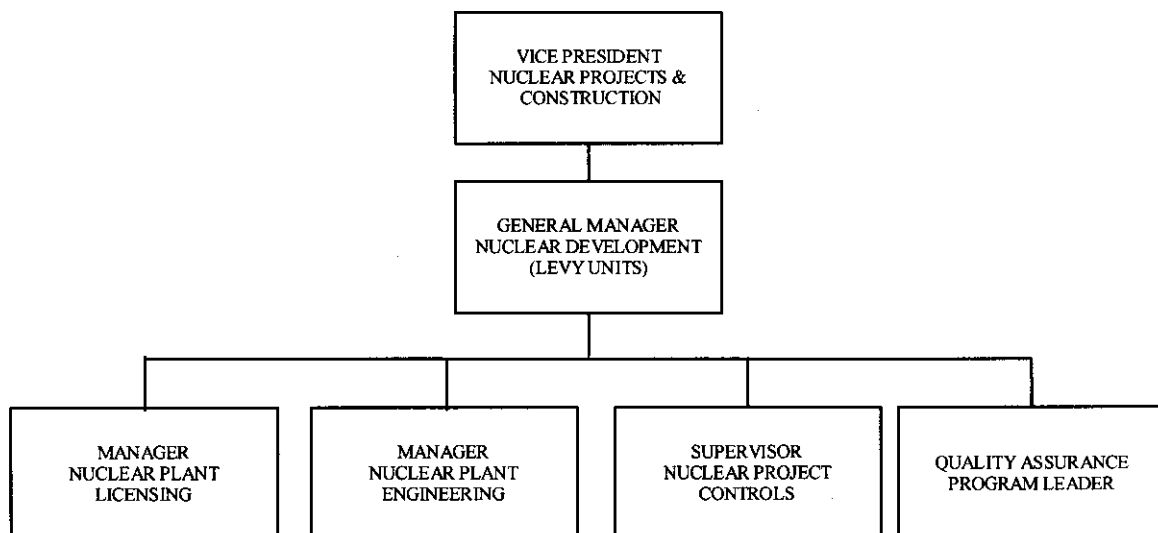 VICE PRESIDENT
NUCLEAR PROJECTS &
CONSTRUCTION
GENERAL MANAGER
NUCLEAR DEVELOPMENT
(LEVY UNITS)
MANAGER
NUCLEAR PLANT
LICENSING
MANAGER
NUCLEAR PLANT
ENGINEERING
SUPERVISOR
NUCLEAR PROJECT
CONTROLS
QUALITY ASSURANCE
PROGRAM LEADER